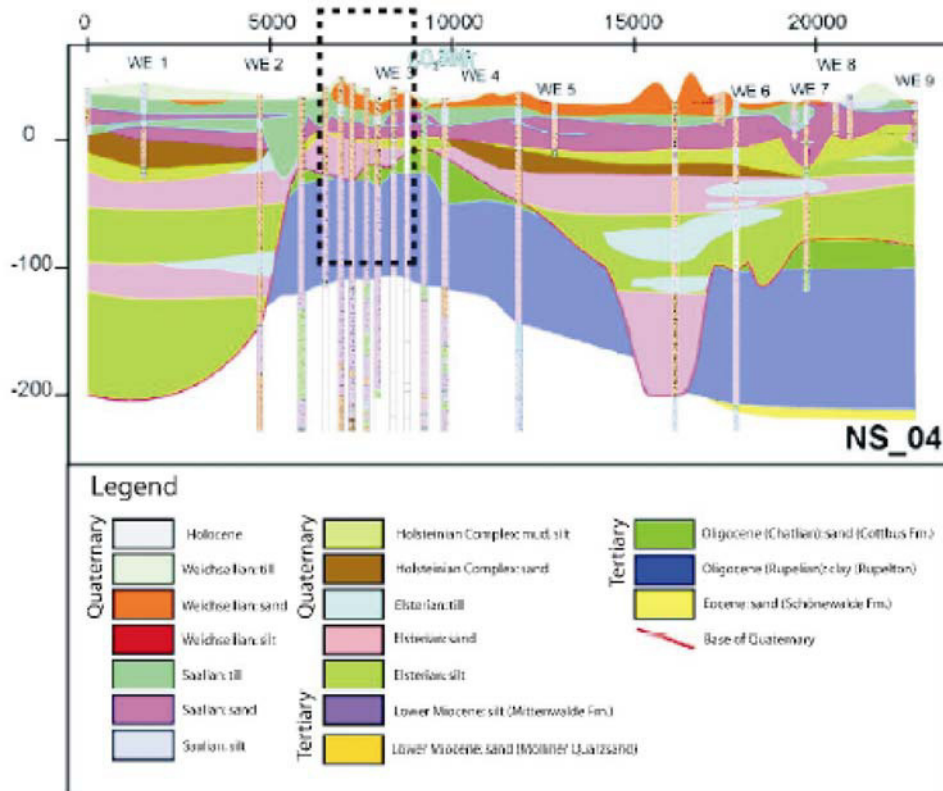 0 5000 10000 15000 20000
WE 1 WE 2 WE 3 WE 4 WE 5 WE 6 WE 7 WE 8 WE 9
0
-100
-200
NS_04
Legend
Quaternary
Holocene
Weichselian: till
Weichselian: sand
Weichselian: silt
Saalian: till
Saalian: sand
Saalian: silt
Quaternary
Holsteinian Complex: mud, silt
Holsteinian Complex: sand
Elsterian: till
Elsterian: sand
Elsterian: silt
Tertiary
Lower Miocene: silt (Mittenwalde Fm.)
Lower Miocene: sand (Molliner Quarzsand)
Tertiary
Oligocene (Chatlian): sand (Cottbus Fm.)
Oligocene (Rupelian): clay (Rupelton)
Eocene: sand (Schönewalde Fm.)
Base of Quaternary